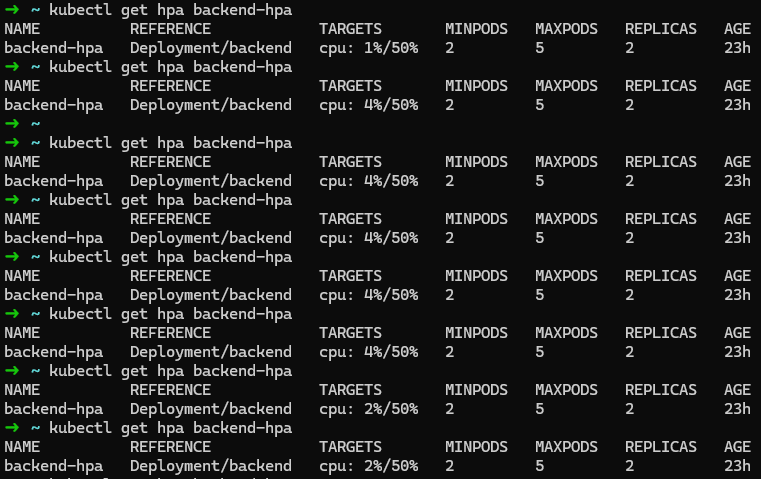 ➜ ~ kubectl get hpa backend-hpa
NAME REFERENCE TARGETS MINPODS MAXPODS REPLICAS AGE
backend-hpa Deployment/backend cpu: 1%/50% 2 5 2 23h
➜ ~ kubectl get hpa backend-hpa
NAME REFERENCE TARGETS MINPODS MAXPODS REPLICAS AGE
backend-hpa Deployment/backend cpu: 4%/50% 2 5 2 23h
➜ ~
➜ ~ kubectl get hpa backend-hpa
NAME REFERENCE TARGETS MINPODS MAXPODS REPLICAS AGE
backend-hpa Deployment/backend cpu: 4%/50% 2 5 2 23h
➜ ~ kubectl get hpa backend-hpa
NAME REFERENCE TARGETS MINPODS MAXPODS REPLICAS AGE
backend-hpa Deployment/backend cpu: 4%/50% 2 5 2 23h
➜ ~ kubectl get hpa backend-hpa
NAME REFERENCE TARGETS MINPODS MAXPODS REPLICAS AGE
backend-hpa Deployment/backend cpu: 4%/50% 2 5 2 23h
➜ ~ kubectl get hpa backend-hpa
NAME REFERENCE TARGETS MINPODS MAXPODS REPLICAS AGE
backend-hpa Deployment/backend cpu: 4%/50% 2 5 2 23h
➜ ~ kubectl get hpa backend-hpa
NAME REFERENCE TARGETS MINPODS MAXPODS REPLICAS AGE
backend-hpa Deployment/backend cpu: 2%/50% 2 5 2 23h
➜ ~ kubectl get hpa backend-hpa
NAME REFERENCE TARGETS MINPODS MAXPODS REPLICAS AGE
backend-hpa Deployment/backend cpu: 2%/50% 2 5 2 23h